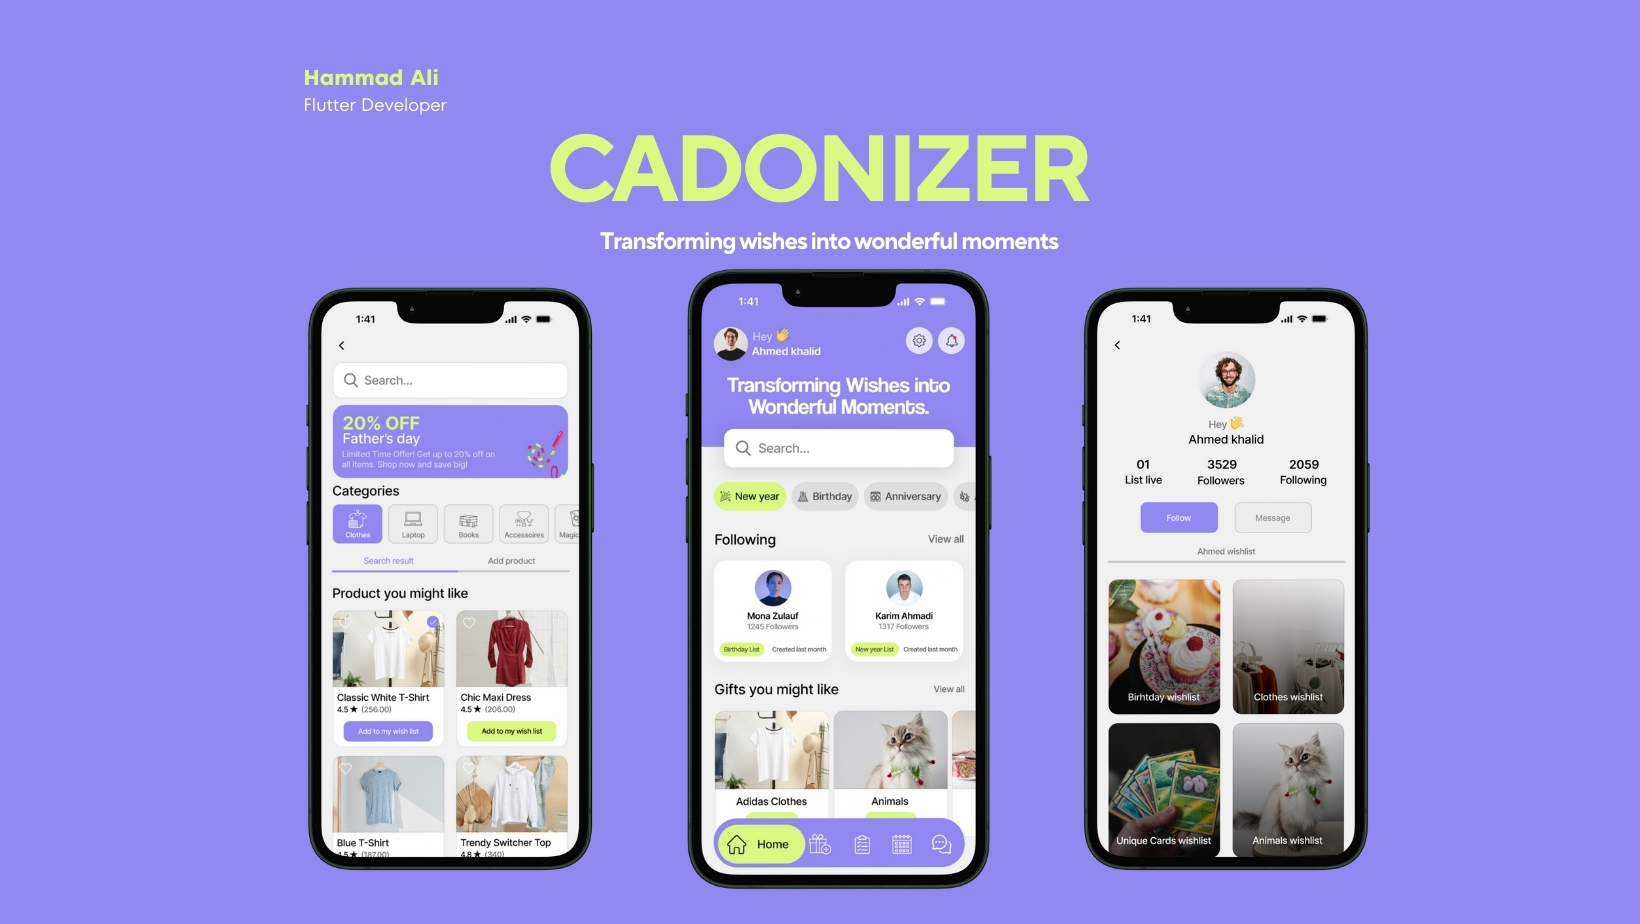 Hammad Ali
Flutter Developer
CADONIZER
Transforming wishes into wonderful moments
1:41
Search...
20% OFF
Father's day
Limited Time Offer! Get up to 20% off on
all items. Shop now and save big!
Categories
Clothes
Laptop
Books
Accessoires
Magic
Search result
Add product
Product you might like
Classic White T-Shirt
4.5 ★ (256.00)
Add to my wish list
Chic Maxi Dress
4.5 ★ (206.00)
Add to my wish list
Blue T-Shirt
4.5 ★ (187.00)
Trendy Switcher Top
4.8 ★ (340)
1:41
Hey 👋
Ahmed khalid
Transforming Wishes into
Wonderful Moments.
Search...
New year
Birthday
Anniversary
Following
View all
Mona Zulauf
1245 Followers
Birthday List
Created last month
Karim Ahmadi
1317 Followers
New year List
Created last month
Gifts you might like
View all
Adidas Clothes
Animals
Home
1:41
Hey 👋
Ahmed khalid
01
List live
3529
Followers
2059
Following
Follow
Message
Ahmed wishlist
Birhtday wishlist
Clothes wishlist
Unique Cards wishlist
Animals wishlist